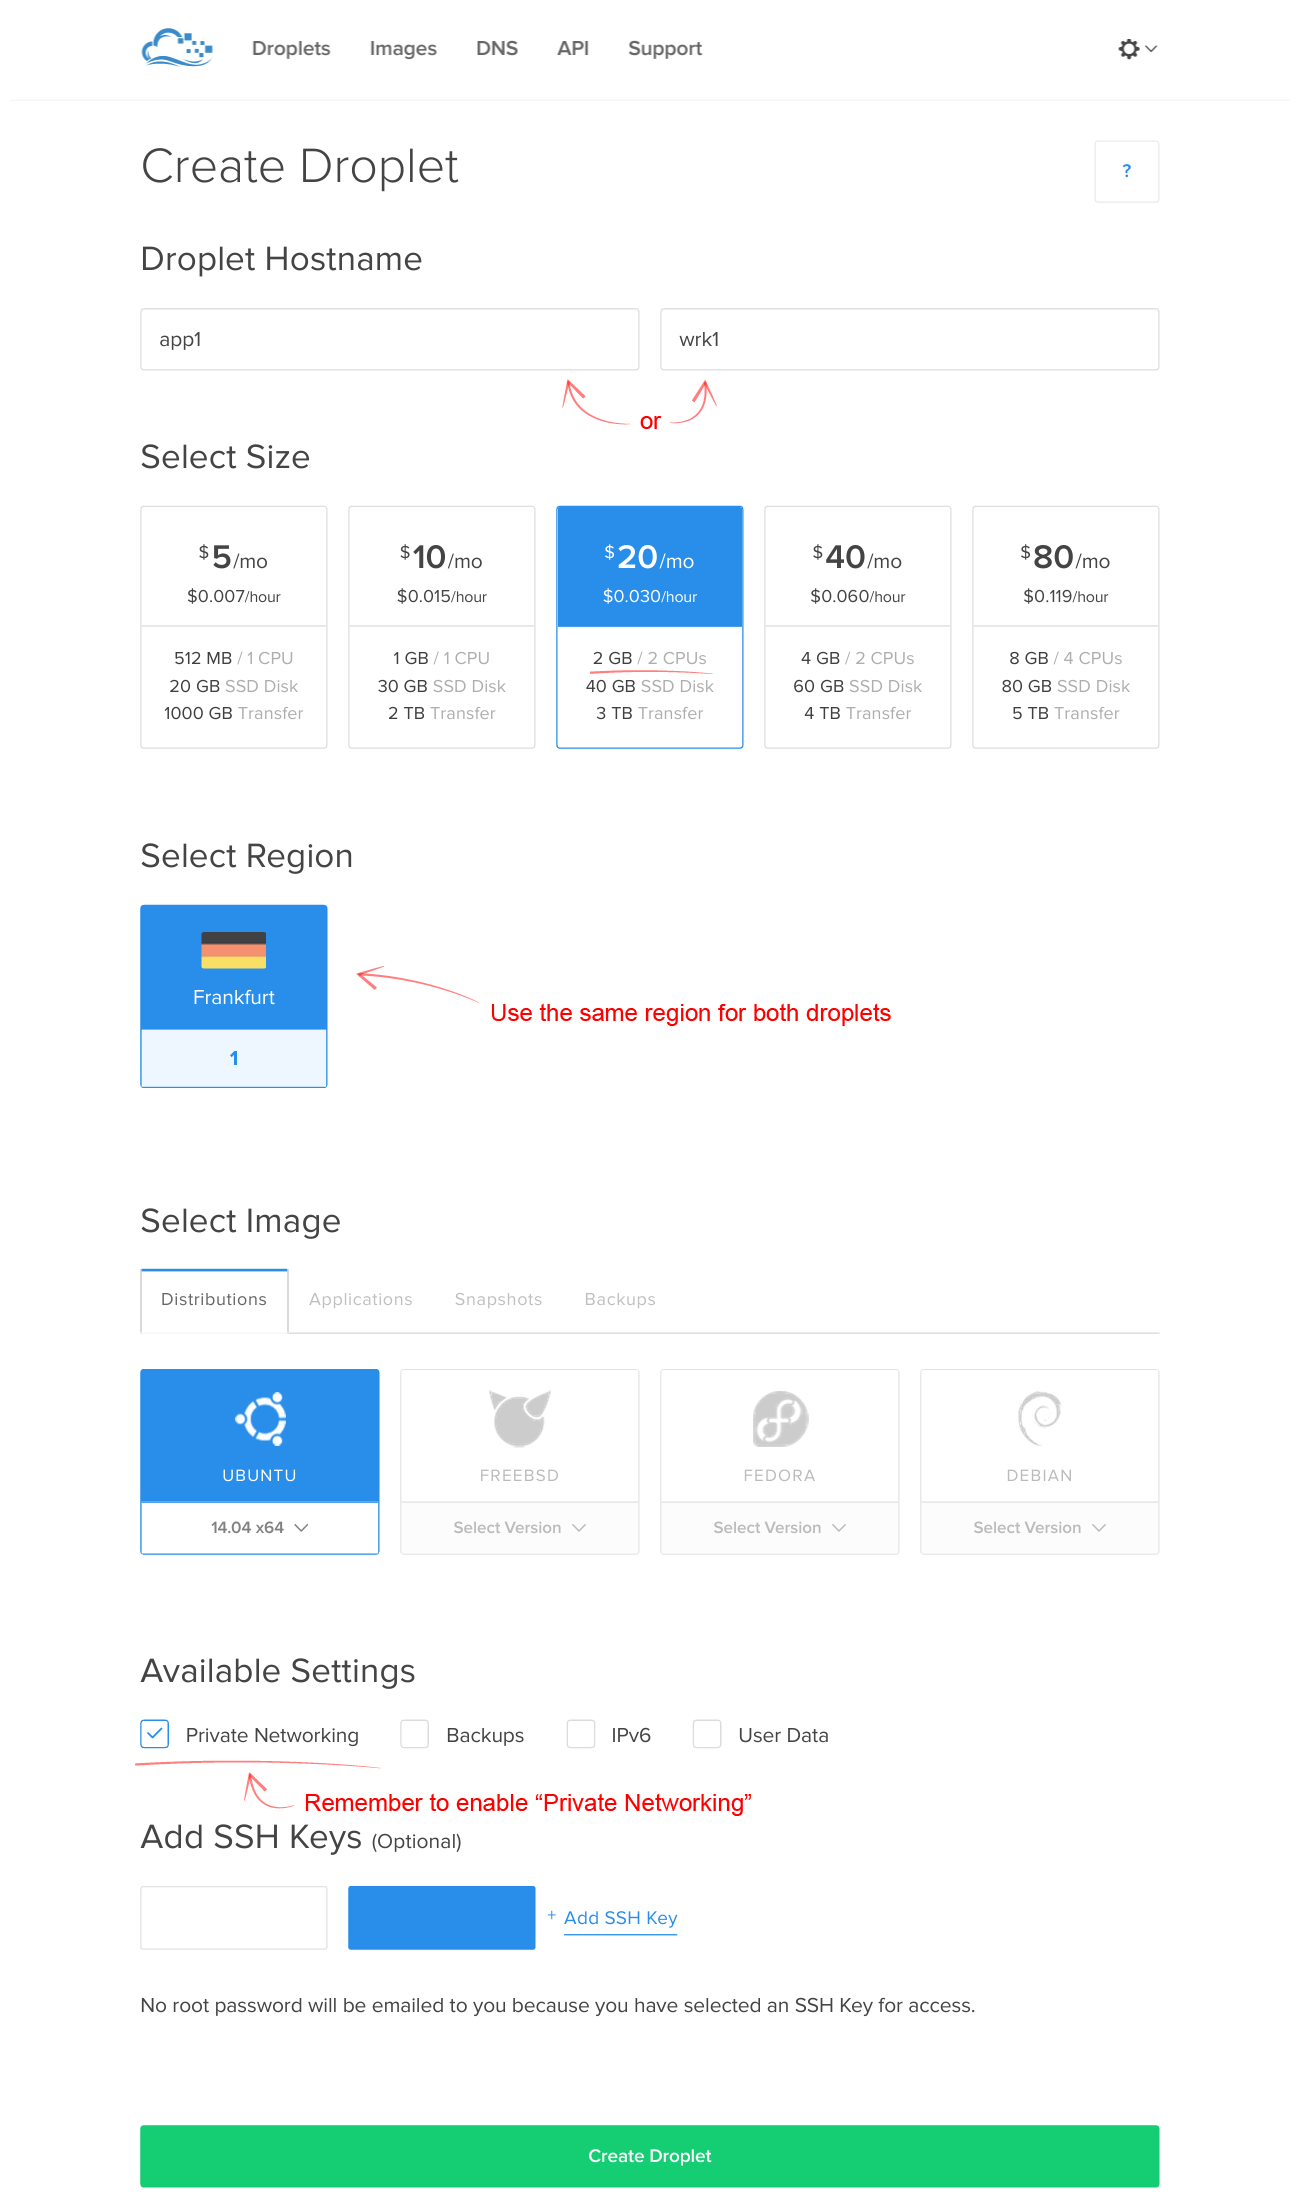 Droplets Images DNS API Support
Create Droplet
?
Droplet Hostname
app1 wrk1
or
Select Size
$5/mo $10/mo $20/mo $40/mo $80/mo
$0.007/hour $0.015/hour $0.030/hour $0.060/hour $0.119/hour
512 MB / 1 CPU 1 GB / 1 CPU 2 GB / 2 CPUs 4 GB / 2 CPUs 8 GB / 4 CPUs
20 GB SSD Disk 30 GB SSD Disk 40 GB SSD Disk 60 GB SSD Disk 80 GB SSD Disk
1000 GB Transfer 2 TB Transfer 3 TB Transfer 4 TB Transfer 5 TB Transfer
Select Region
Frankfurt
Use the same region for both droplets
1
Select Image
Distributions Applications Snapshots Backups
UBUNTU FREEBSD FEDORA DEBIAN
14.04 x64 Select Version Select Version Select Version
Available Settings
Private Networking Backups IPv6 User Data
Remember to enable “Private Networking”
Add SSH Keys (Optional)
+ Add SSH Key
No root password will be emailed to you because you have selected an SSH Key for access.
Create Droplet